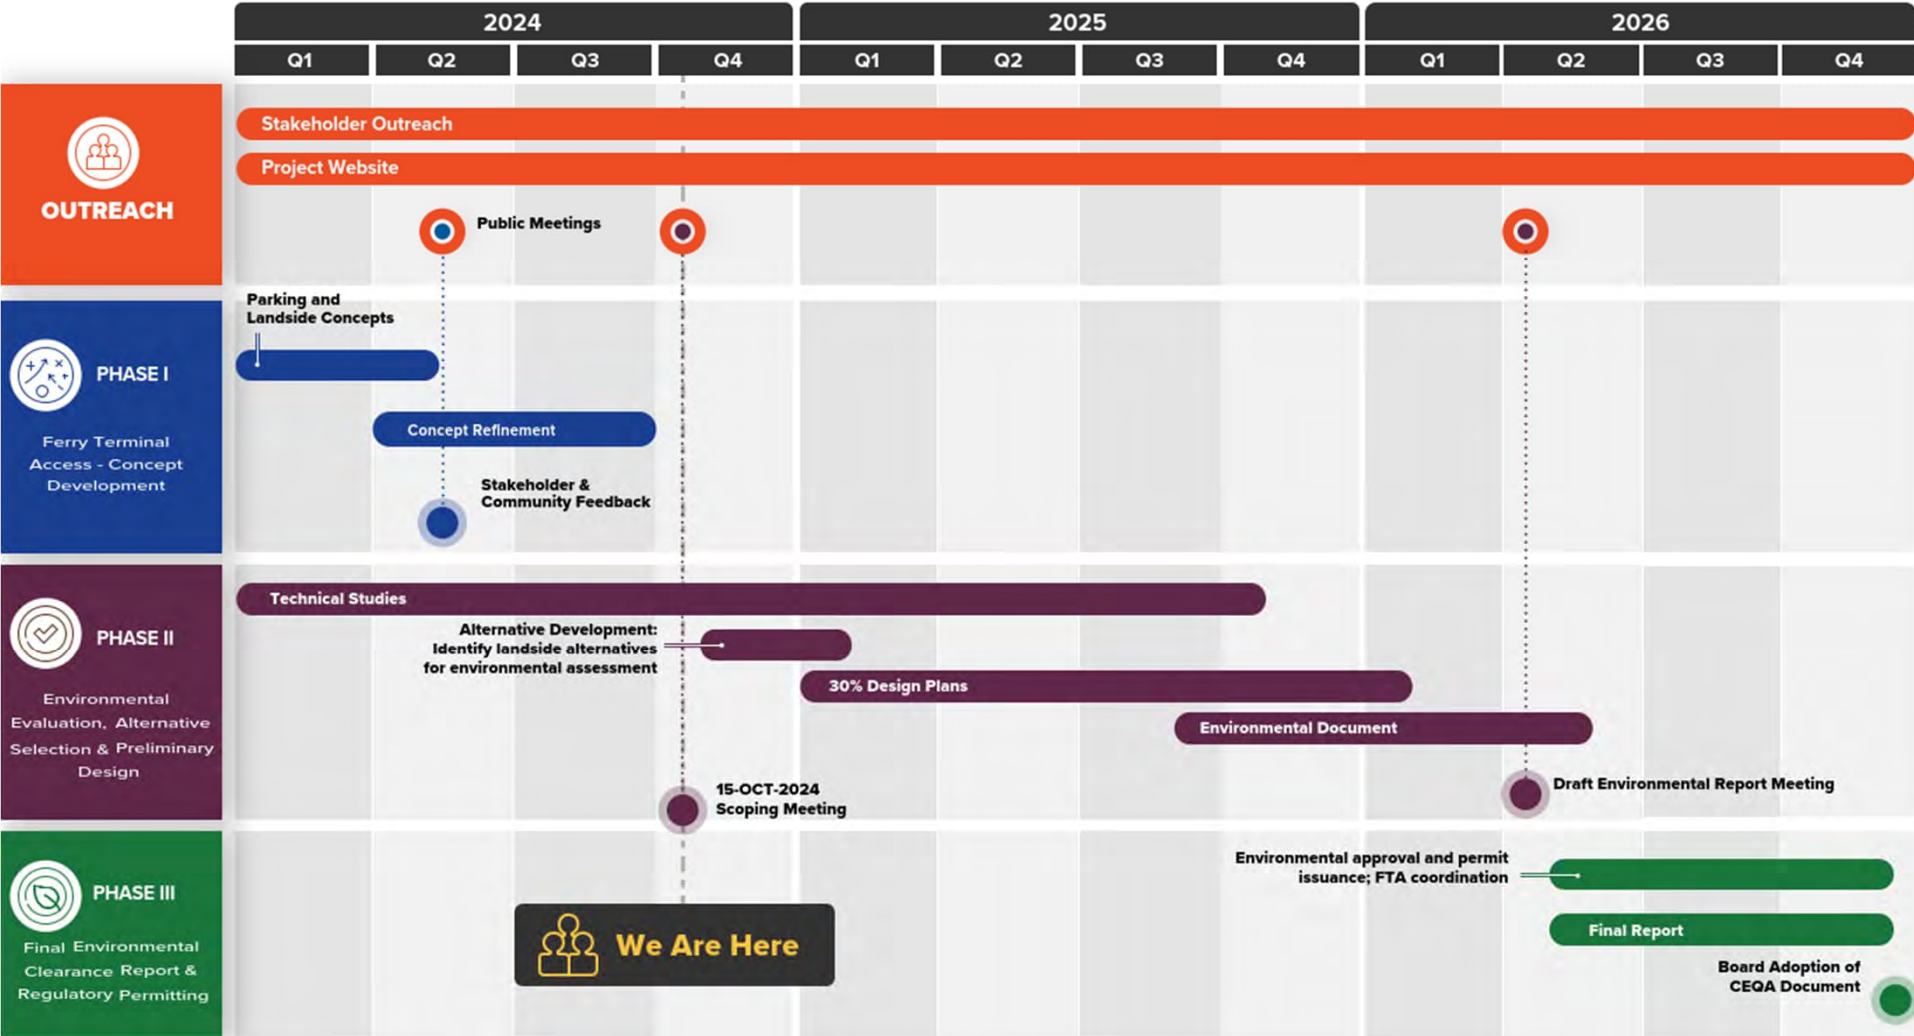 2024
2025
2026
Q1
Q2
Q3
Q4
Q1
Q2
Q3
Q4
Q1
Q2
Q3
Q4
OUTREACH
Stakeholder Outreach
Project Website
Public Meetings
PHASE I
Ferry Terminal
Access - Concept
Development
Parking and
Landside Concepts
Concept Refinement
Stakeholder &
Community Feedback
PHASE II
Environmental
Evaluation, Alternative
Selection & Preliminary
Design
Technical Studies
Alternative Development:
Identify landside alternatives
for environmental assessment
30% Design Plans
Environmental Document
15-OCT-2024
Scoping Meeting
Draft Environmental Report Meeting
PHASE III
Final Environmental
Clearance Report &
Regulatory Permitting
Environmental approval and permit
issuance; FTA coordination
Final Report
Board Adoption of
CEQA Document
We Are Here